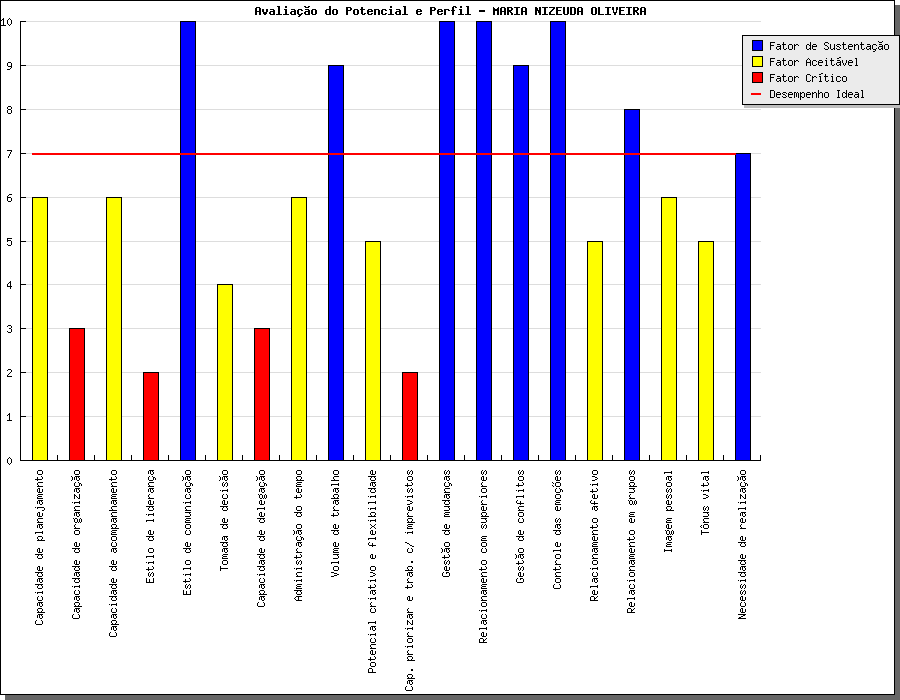 Avaliação do Potencial e Perfil - MARIA NIZEUDA OLIVEIRA
Fator de Sustentação
Fator Aceitável
Fator Crítico
Desempenho Ideal
10
9
8
7
6
5
4
3
2
1
0
Capacidade de planejamento
Capacidade de organização
Capacidade de acompanhamento
Estilo de liderança
Estilo de comunicação
Tomada de decisão
Capacidade de delegação
Administração do tempo
Volume de trabalho
Potencial criativo e flexibilidade
Cap. priorizar e trab. c/ imprevistos
Gestão de mudanças
Relacionamento com superiores
Gestão de conflitos
Controle das emoções
Relacionamento afetivo
Relacionamento em grupos
Imagem pessoal
Tônus vital
Necessidade de realização